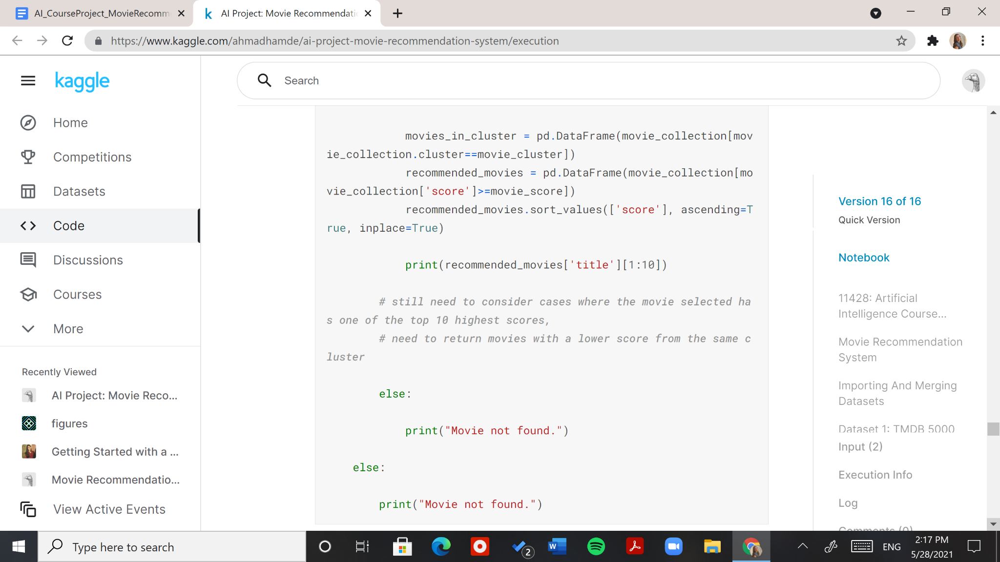 AI_CourseProject_MovieRecomm
AI Project: Movie Recommendati
https://www.kaggle.com/ahmadhamde/ai-project-movie-recommendation-system/execution
kaggle
Search
Home
Competitions
Datasets
Code
Discussions
Courses
More
Recently Viewed
AI Project: Movie Reco...
figures
Getting Started with a ...
Movie Recommendatio...
View Active Events
movies_in_cluster = pd.DataFrame(movie_collection[mov
ie_collection.cluster==movie_cluster])
recommended_movies = pd.DataFrame(movie_collection[mo
vie_collection['score']>=movie_score])
recommended_movies.sort_values(['score'], ascending=T
rue, inplace=True)
print(recommended_movies['title'][1:10])
# still need to consider cases where the movie selected ha
s one of the top 10 highest scores,
# need to return movies with a lower score from the same c
luster
else:
print("Movie not found.")
else:
print("Movie not found.")
Version 16 of 16
Quick Version
Notebook
11428: Artificial
Intelligence Course...
Movie Recommendation
System
Importing And Merging
Datasets
Dataset 1: TMDB 5000
Input (2)
Execution Info
Log
Comments (0)
Type here to search
2
W
ENG
2:17 PM
5/28/2021